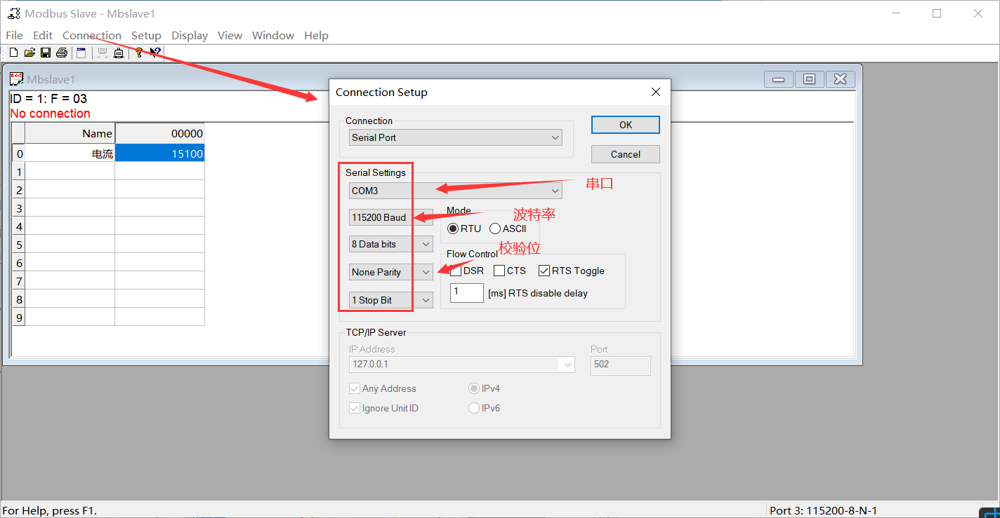 Modbus Slave - Mbslave1
File Edit Connection Setup Display View Window Help
Mbslave1
ID = 1: F = 03
No connection
Name 00000
0 电流 15100
1
2
3
4
5
6
7
8
9
Connection Setup
Connection
Serial Port
OK
Cancel
Serial Settings
COM3
串口
115200 Baud
Mode
波特率
RTU ASCII
8 Data bits
校验位
Flow Control
None Parity
DSR CTS RTS Toggle
1 [ms] RTS disable delay
1 Stop Bit
TCP/IP Server
IP Address Port
127.0.0.1 502
Any Address IPv4
Ignore Unit ID IPv6
For Help, press F1.
Port 3: 115200-8-N-1